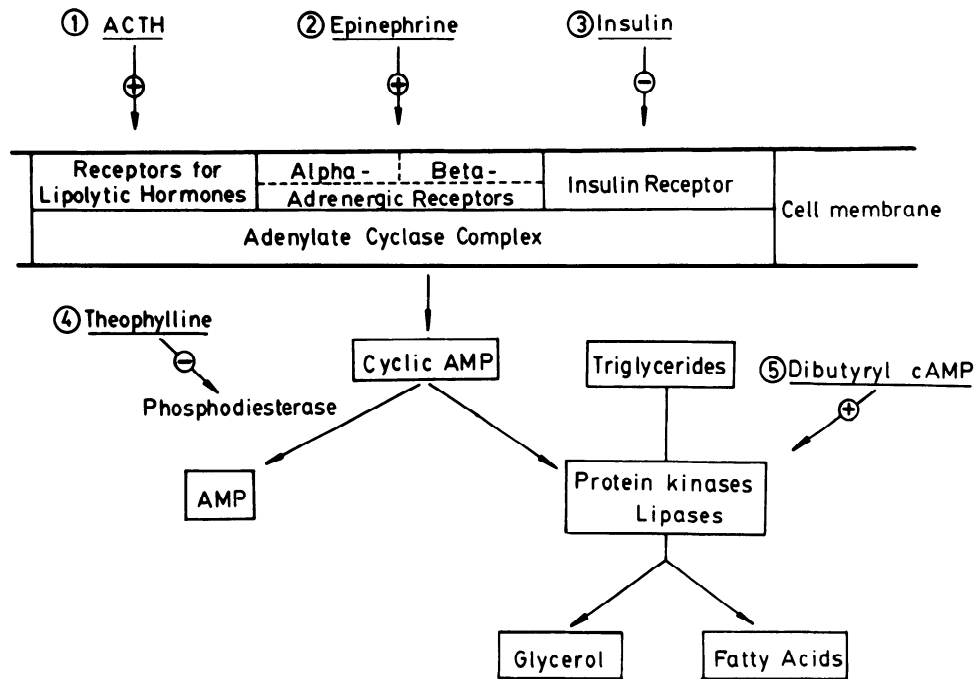 ① ACTH
② Epinephrine
③ Insulin
+
+
−
Receptors for
Lipolytic Hormones
Alpha-
Beta-
Adrenergic Receptors
Insulin Receptor
Cell membrane
Adenylate Cyclase Complex
④ Theophylline
−
Phosphodiesterase
Cyclic AMP
Triglycerides
⑤ Dibutyryl cAMP
+
AMP
Protein kinases
Lipases
Glycerol
Fatty Acids